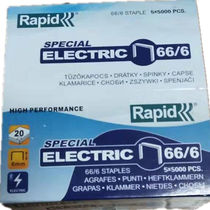 Rapid
66/6 STAPLE 5×5000 PCS.
SPECIAL
ELECTRIC 66/6
TŰZŐKAPOCS - DRÁTKY - SPINKY - CAPSE
KLAMARICE - СКОБИ - ZSZYWKI - SPENJAČI
HIGH PERFORMANCE
Rapid
20
SPECIAL
ELECTRIC 66/6
6mm
66/6 STAPLES 5×5000 PCS.
AGRAFES - PUNTI - HEFTKLAMMERN
GRAPAS - KLAMMER - NIETJES - СКОБЫ
ELECTRIC